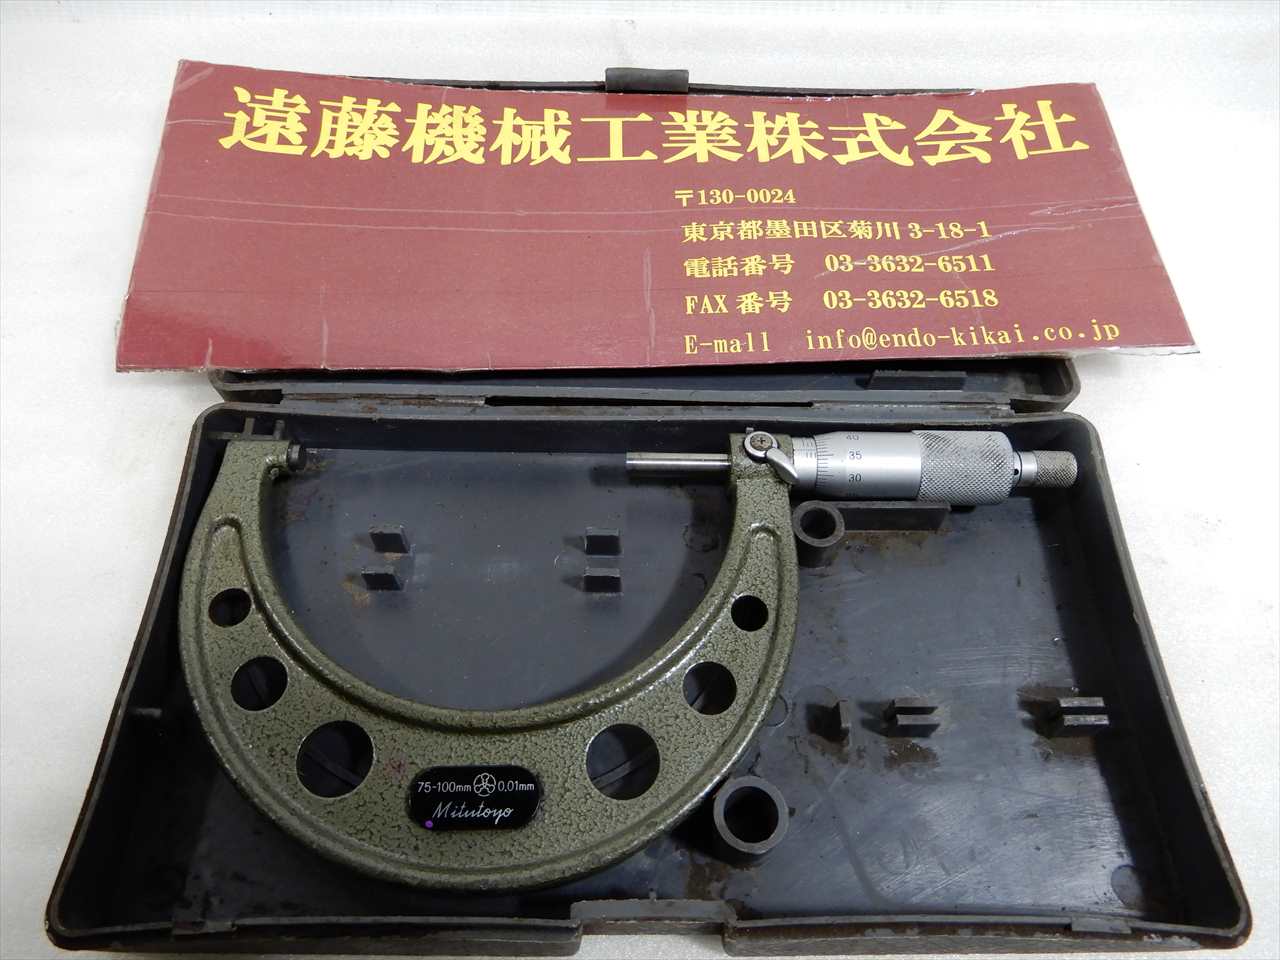 遠藤機械工業株式会社
〒130-0024
東京都墨田区菊川 3-18-1
電話番号 03-3632-6511
FAX 番号 03-3632-6518
E-mall info@endo-kikai.co.jp
40
35
30
75-100mm 0.01mm
Mitutoyo